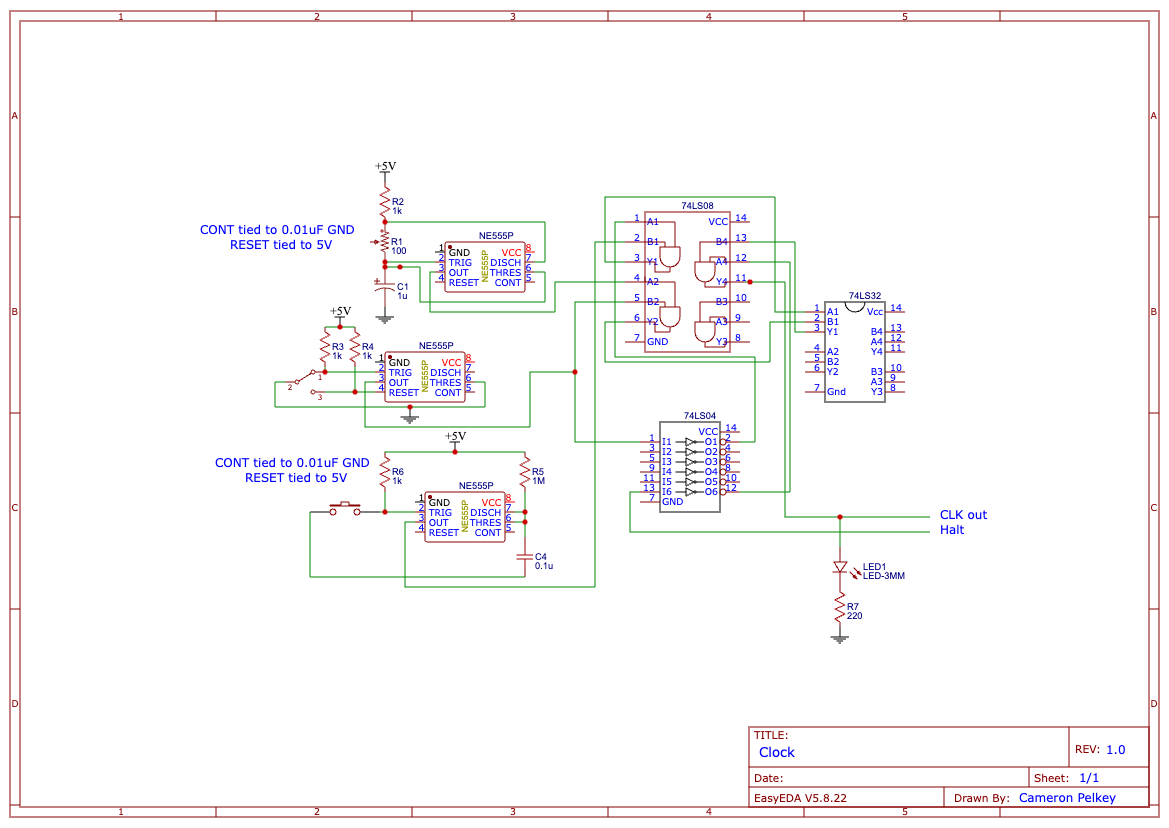 1 2 3 4 5
A A
B B
C C
D D
+5V
R2
1k
CONT tied to 0.01uF GND
RESET tied to 5V
R1
100
C1
1u
NE555P
NE555P
1 GND VCC 8
2 TRIG DISCH 7
3 OUT THRES 6
4 RESET CONT 5
+5V
R3
1k
R4
1k
1
2
3
NE555P
NE555P
1 GND VCC 8
2 TRIG DISCH 7
3 OUT THRES 6
4 RESET CONT 5
+5V
CONT tied to 0.01uF GND
RESET tied to 5V
R6
1k
R5
1M
NE555P
NE555P
1 GND VCC 8
2 TRIG DISCH 7
3 OUT THRES 6
4 RESET CONT 5
C4
0.1u
74LS08
1 A1 VCC 14
2 B1 B4 13
3 Y1 A4 12
4 A2 Y4 11
5 B2 B3 10
6 Y2 A3 9
7 GND Y3 8
74LS32
1 A1 Vcc 14
2 B1
3 Y1 B4 13
A4 12
4 A2 Y4 11
5 B2
6 Y2 B3 10
A3 9
7 Gnd Y3 8
74LS04
VCC 14
1 I1 O1 2
3 I2 O2 4
5 I3 O3 6
9 I4 O4 8
11 I5 O5 10
13 I6 O6 12
7 GND
CLK out
Halt
LED1
LED-3MM
R7
220
TITLE:
Clock
REV: 1.0
Date:
Sheet: 1/1
EasyEDA V5.8.22
Drawn By: Cameron Pelkey
1 2 3 4 5